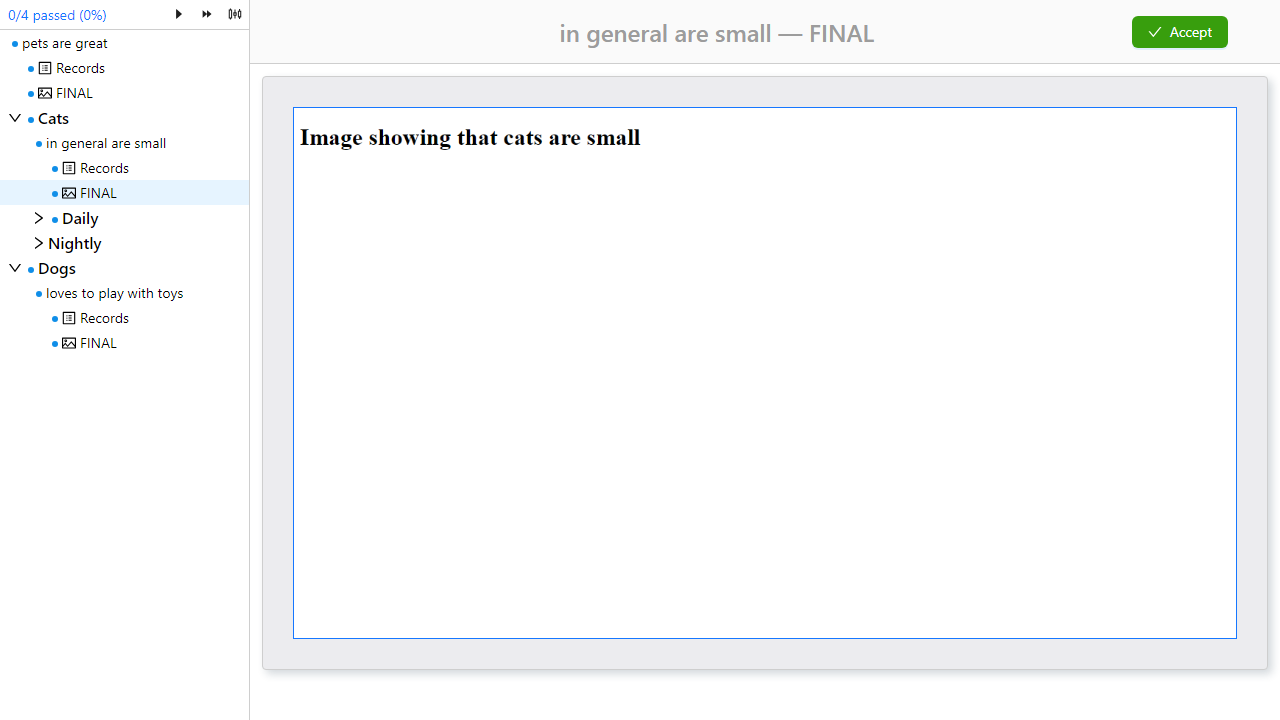 0/4 passed (0%)
pets are great
Records
FINAL
Cats
in general are small
Records
FINAL
Daily
Nightly
Dogs
loves to play with toys
Records
FINAL
in general are small — FINAL
Accept
Image showing that cats are small